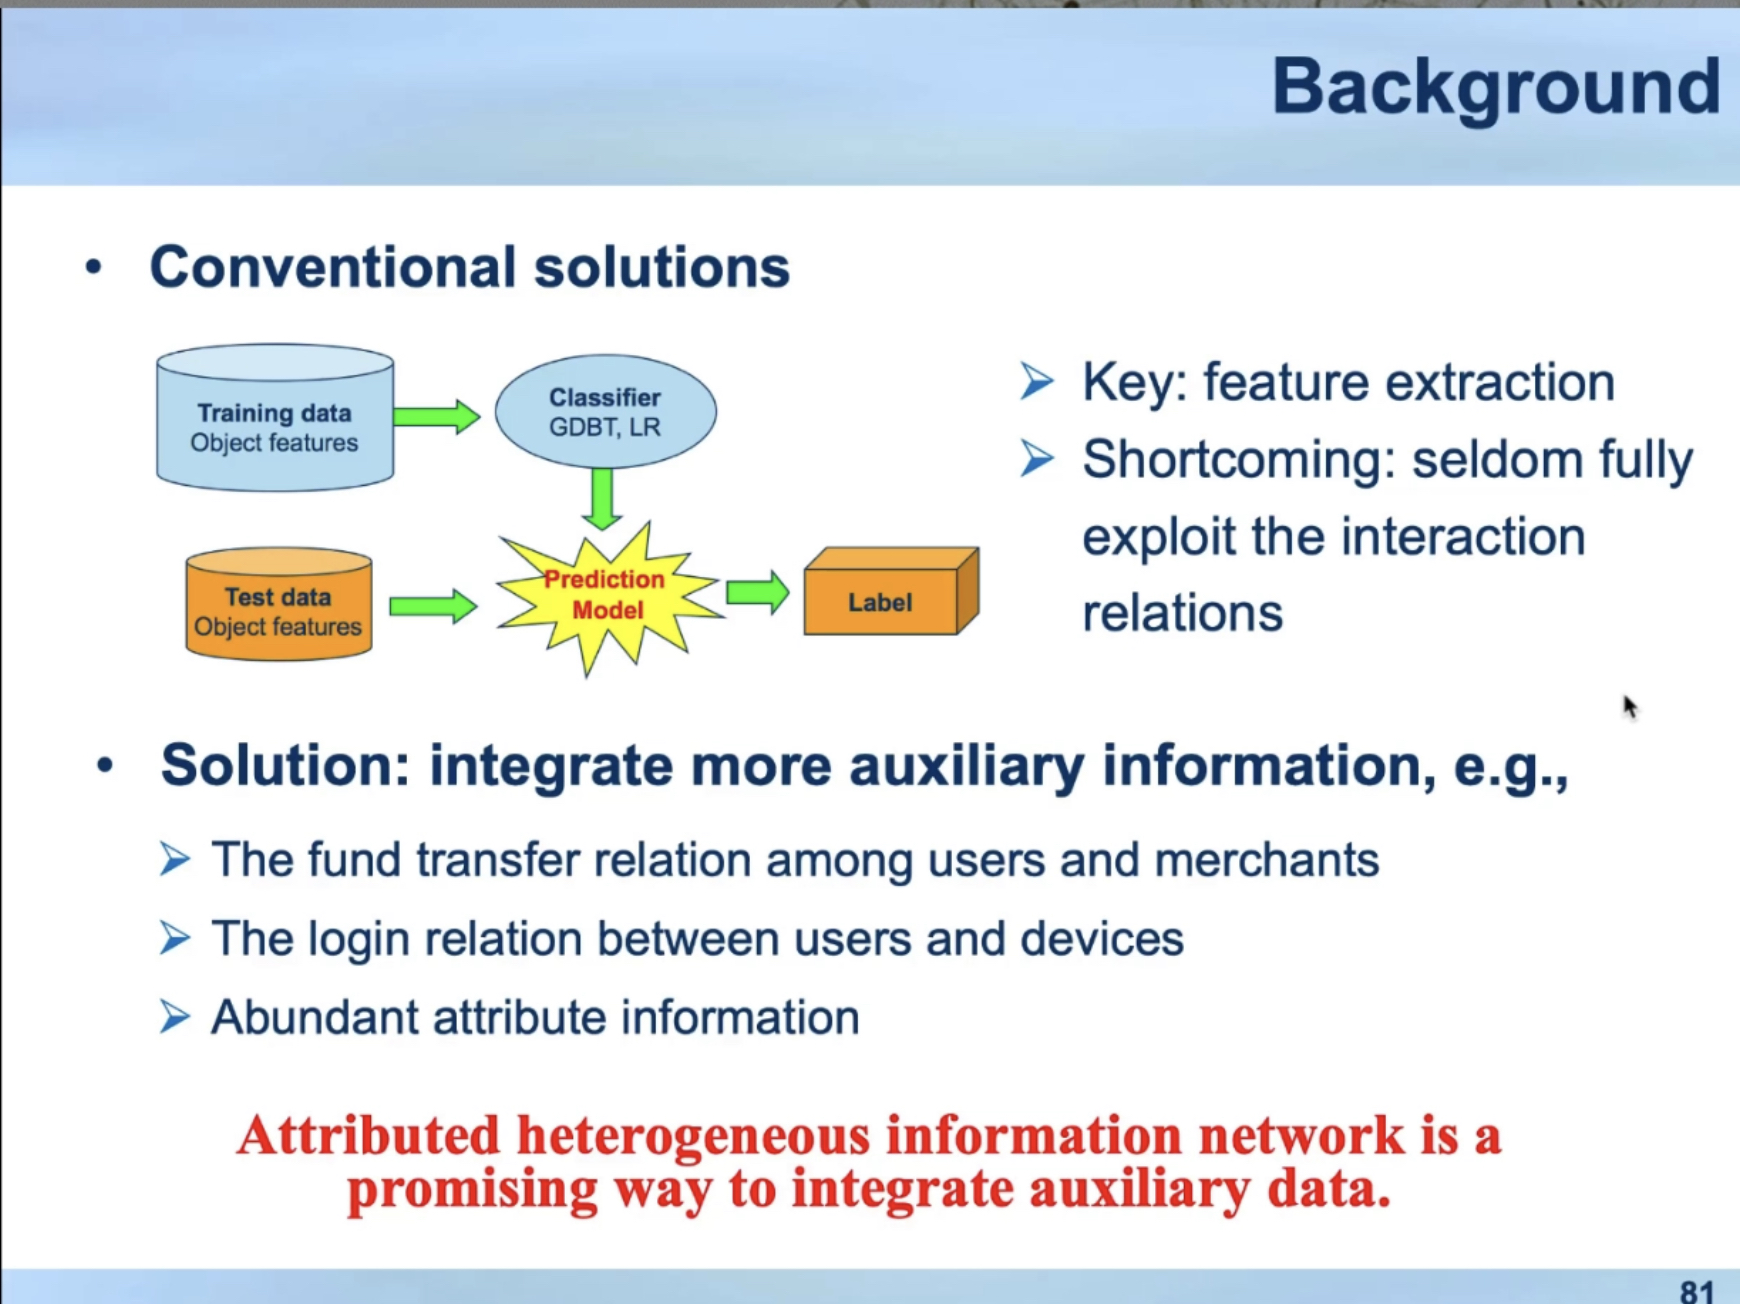 Background
• Conventional solutions
Training data
Object features
Classifier
GDBT, LR
Test data
Object features
Prediction
Model
Label
Key: feature extraction
Shortcoming: seldom fully
exploit the interaction
relations
• Solution: integrate more auxiliary information, e.g.,
The fund transfer relation among users and merchants
The login relation between users and devices
Abundant attribute information
Attributed heterogeneous information network is a
promising way to integrate auxiliary data.
81